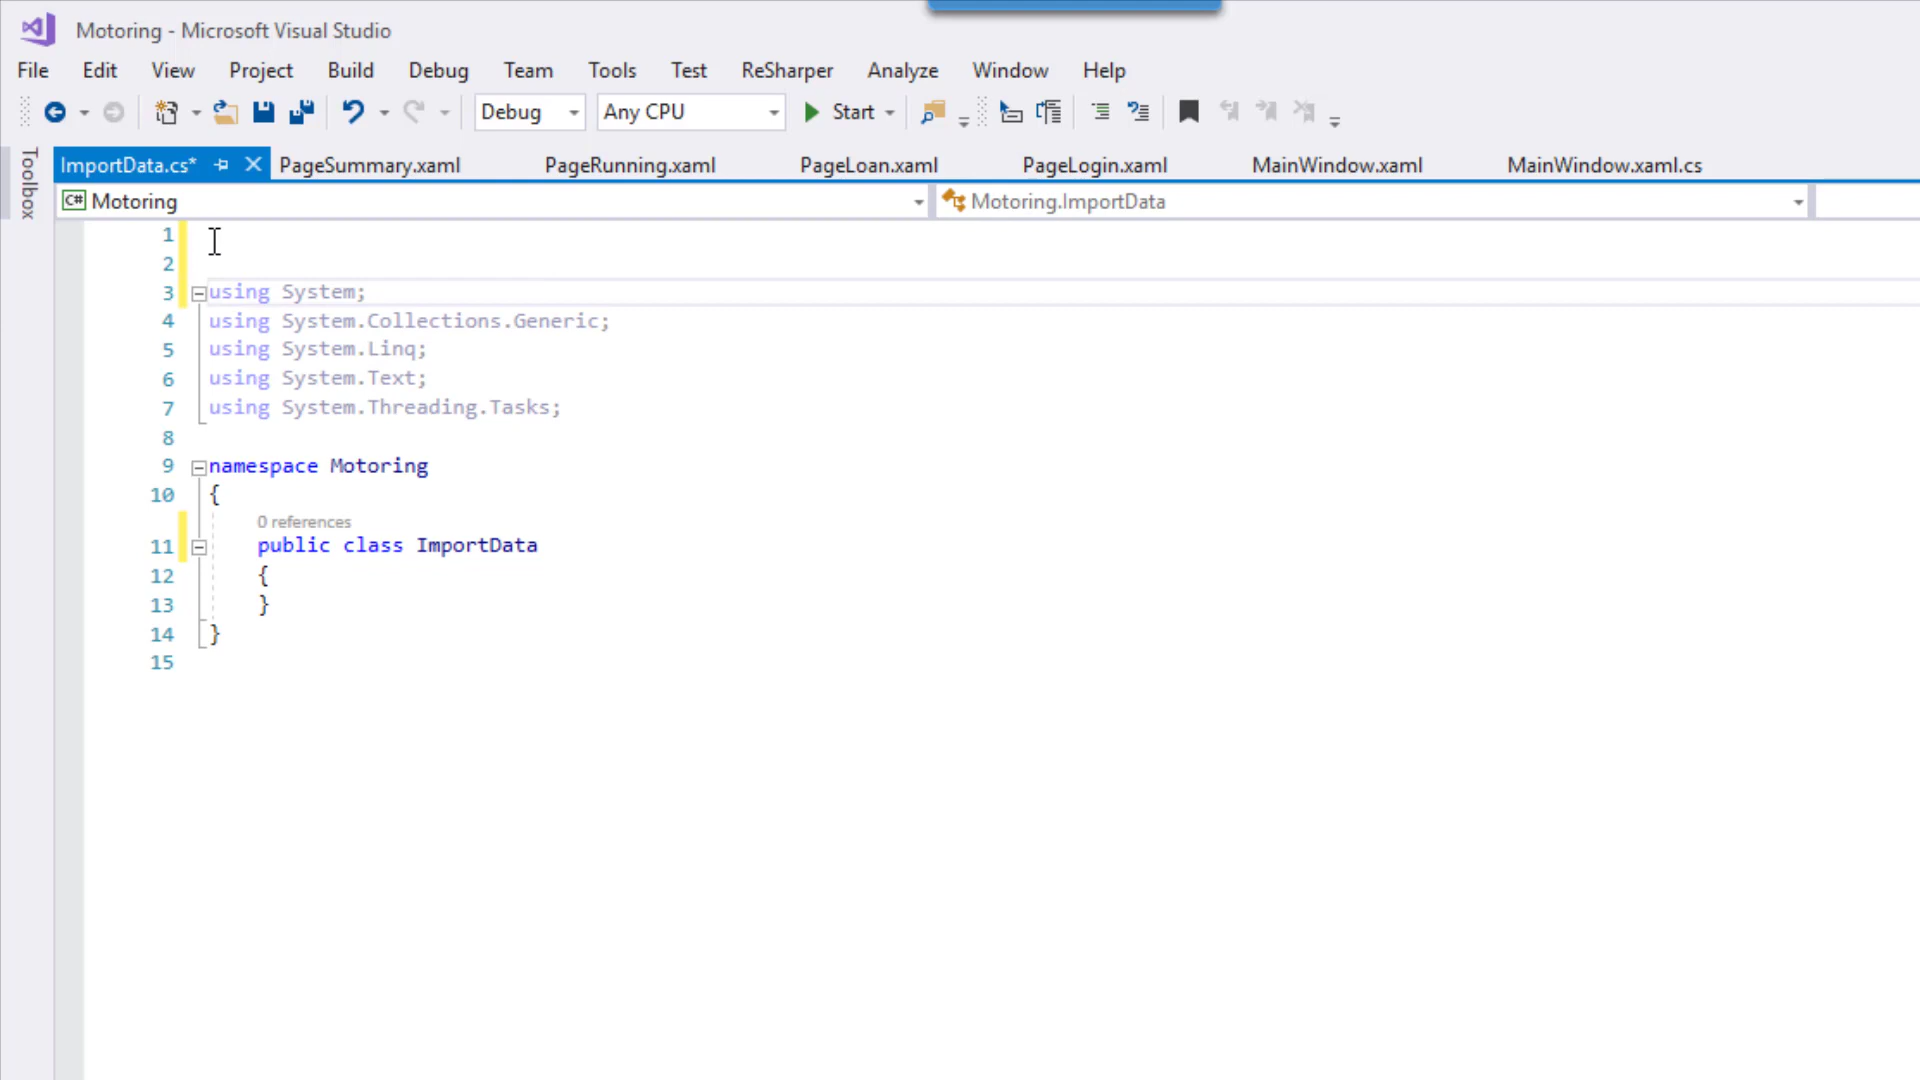 Motoring - Microsoft Visual Studio
File Edit View Project Build Debug Team Tools Test ReSharper Analyze Window Help
Debug Any CPU Start
Toolbox
ImportData.cs* PageSummary.xaml PageRunning.xaml PageLoan.xaml PageLogin.xaml MainWindow.xaml MainWindow.xaml.cs
C# Motoring Motoring.ImportData
1
2
3 using System;
4 using System.Collections.Generic;
5 using System.Linq;
6 using System.Text;
7 using System.Threading.Tasks;
8
9 namespace Motoring
10 {
0 references
11 public class ImportData
12 {
13 }
14 }
15